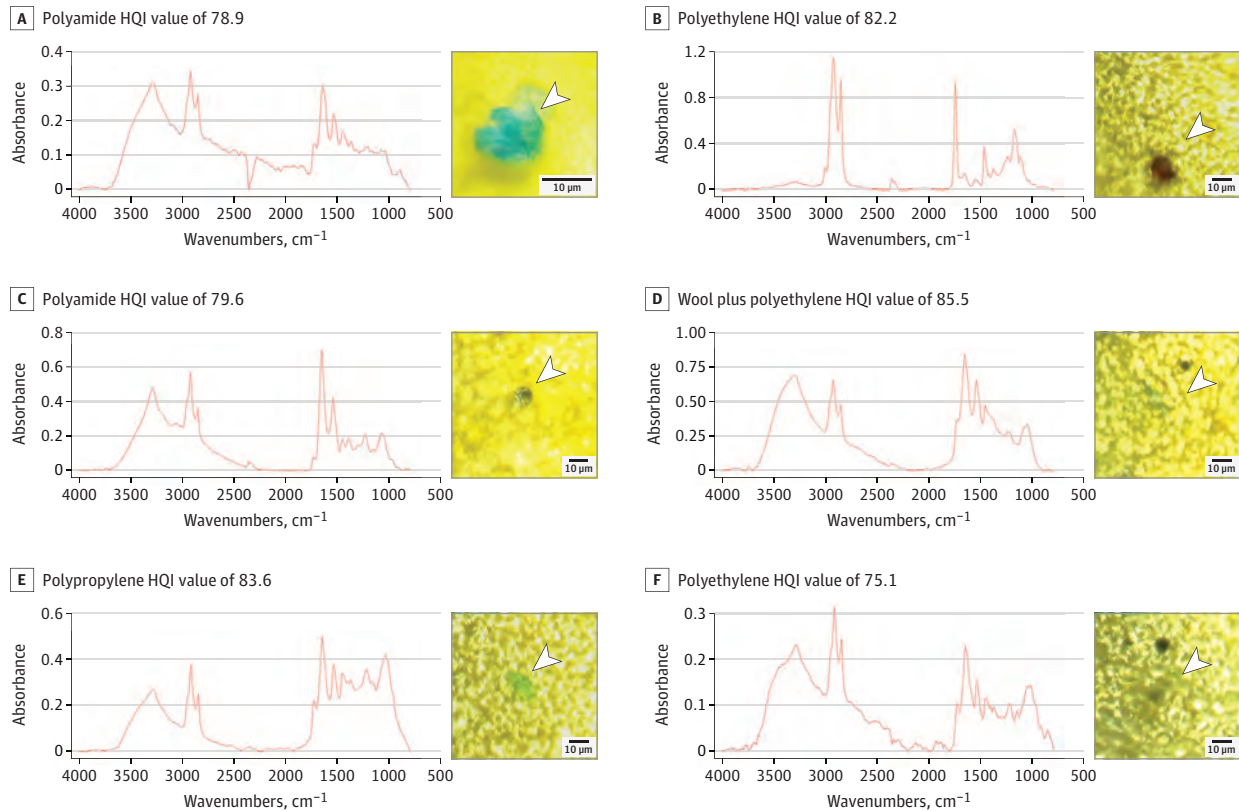 A Polyamide HQI value of 78.9
0.4
0.3
0.2
0.1
0
Absorbance
4000 3500 3000 2500 2000 1500 1000 500
Wavenumbers, cm⁻¹
10 µm
B Polyethylene HQI value of 82.2
1.2
0.8
0.4
0
Absorbance
4000 3500 3000 2500 2000 1500 1000 500
Wavenumbers, cm⁻¹
10 µm
C Polyamide HQI value of 79.6
0.8
0.6
0.4
0.2
0
Absorbance
4000 3500 3000 2500 2000 1500 1000 500
Wavenumbers, cm⁻¹
10 µm
D Wool plus polyethylene HQI value of 85.5
1.00
0.75
0.50
0.25
0
Absorbance
4000 3500 3000 2500 2000 1500 1000 500
Wavenumbers, cm⁻¹
10 µm
E Polypropylene HQI value of 83.6
0.6
0.4
0.2
0
Absorbance
4000 3500 3000 2500 2000 1500 1000 500
Wavenumbers, cm⁻¹
10 µm
F Polyethylene HQI value of 75.1
0.3
0.2
0.1
0
Absorbance
4000 3500 3000 2500 2000 1500 1000 500
Wavenumbers, cm⁻¹
10 µm